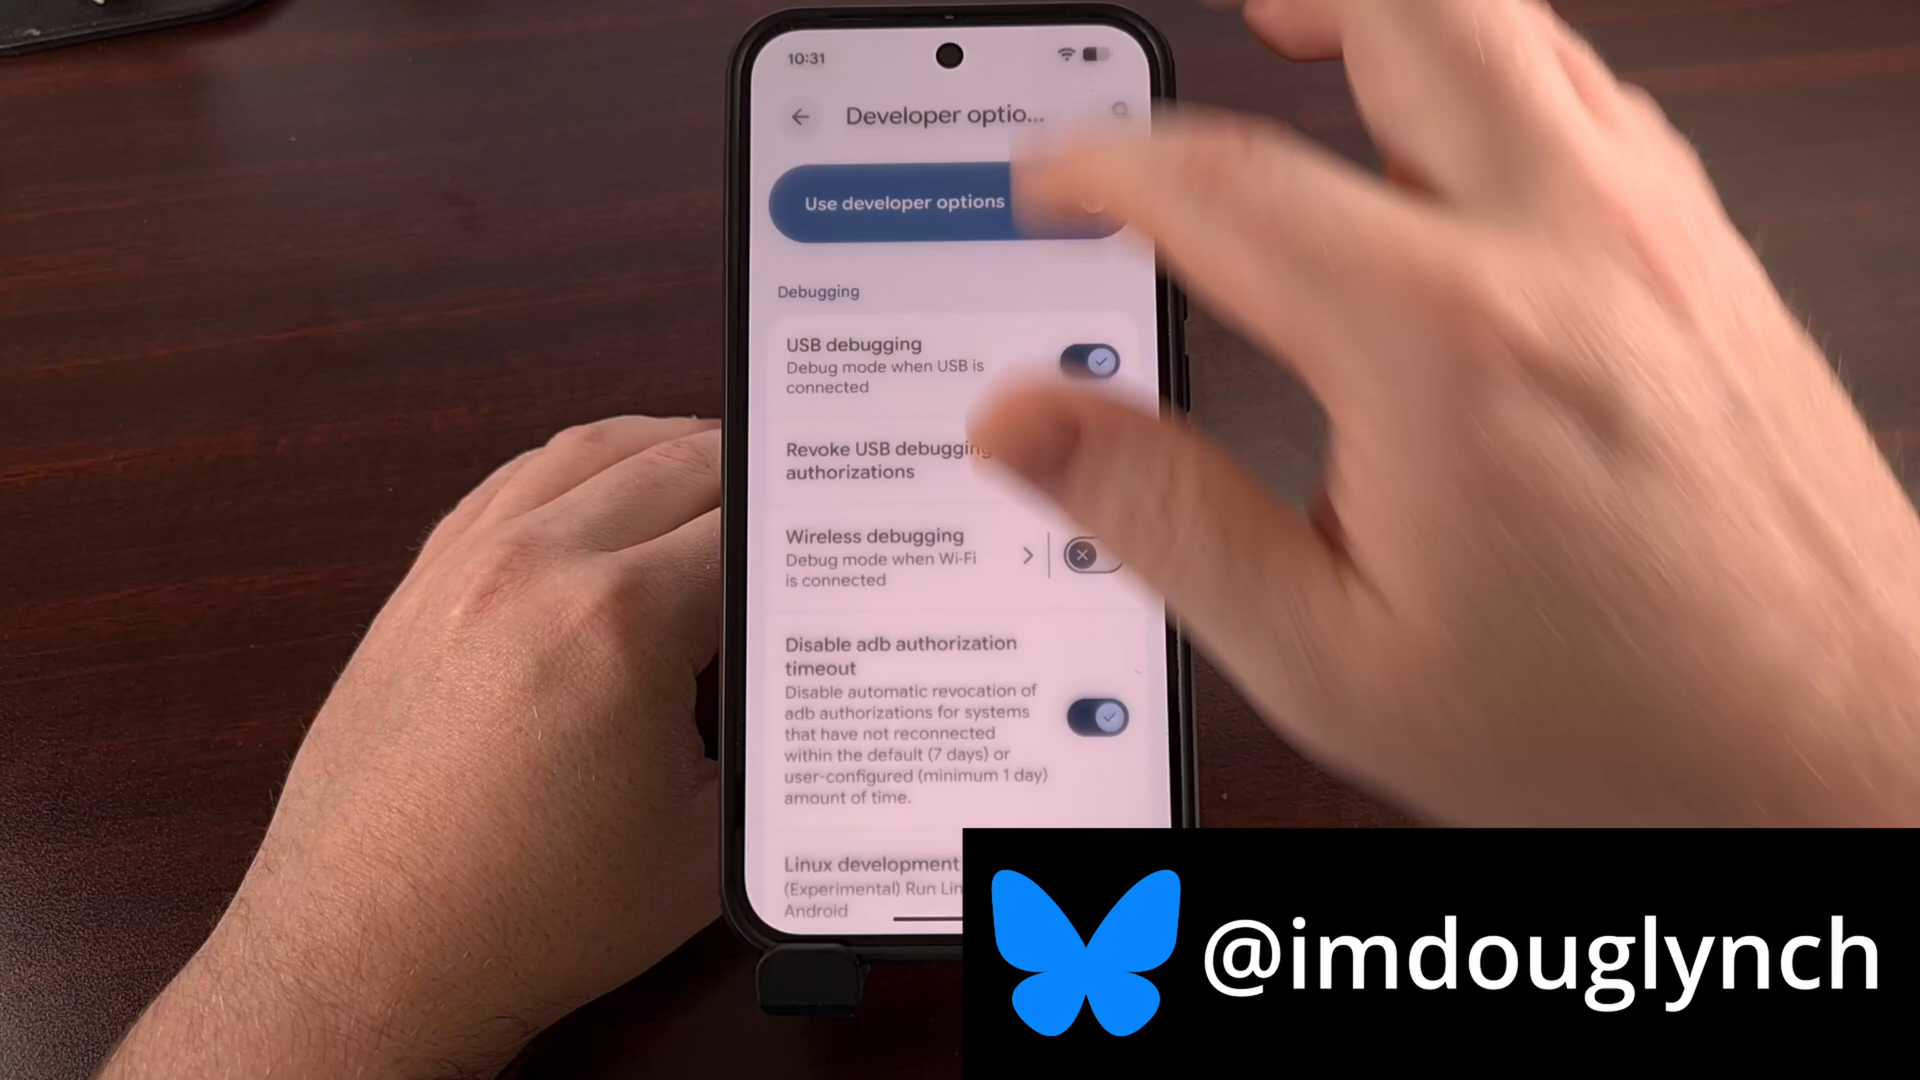 10:31
Developer optio...
Use developer options
Debugging
USB debugging
Debug mode when USB is
connected
Revoke USB debugging
authorizations
Wireless debugging
Debug mode when Wi-Fi
is connected
Disable adb authorization
timeout
Disable automatic revocation of
adb authorizations for systems
that have not reconnected
within the default (7 days) or
user-configured (minimum 1 day)
amount of time.
Linux development
(Experimental) Run Lin
Android
@imdouglynch